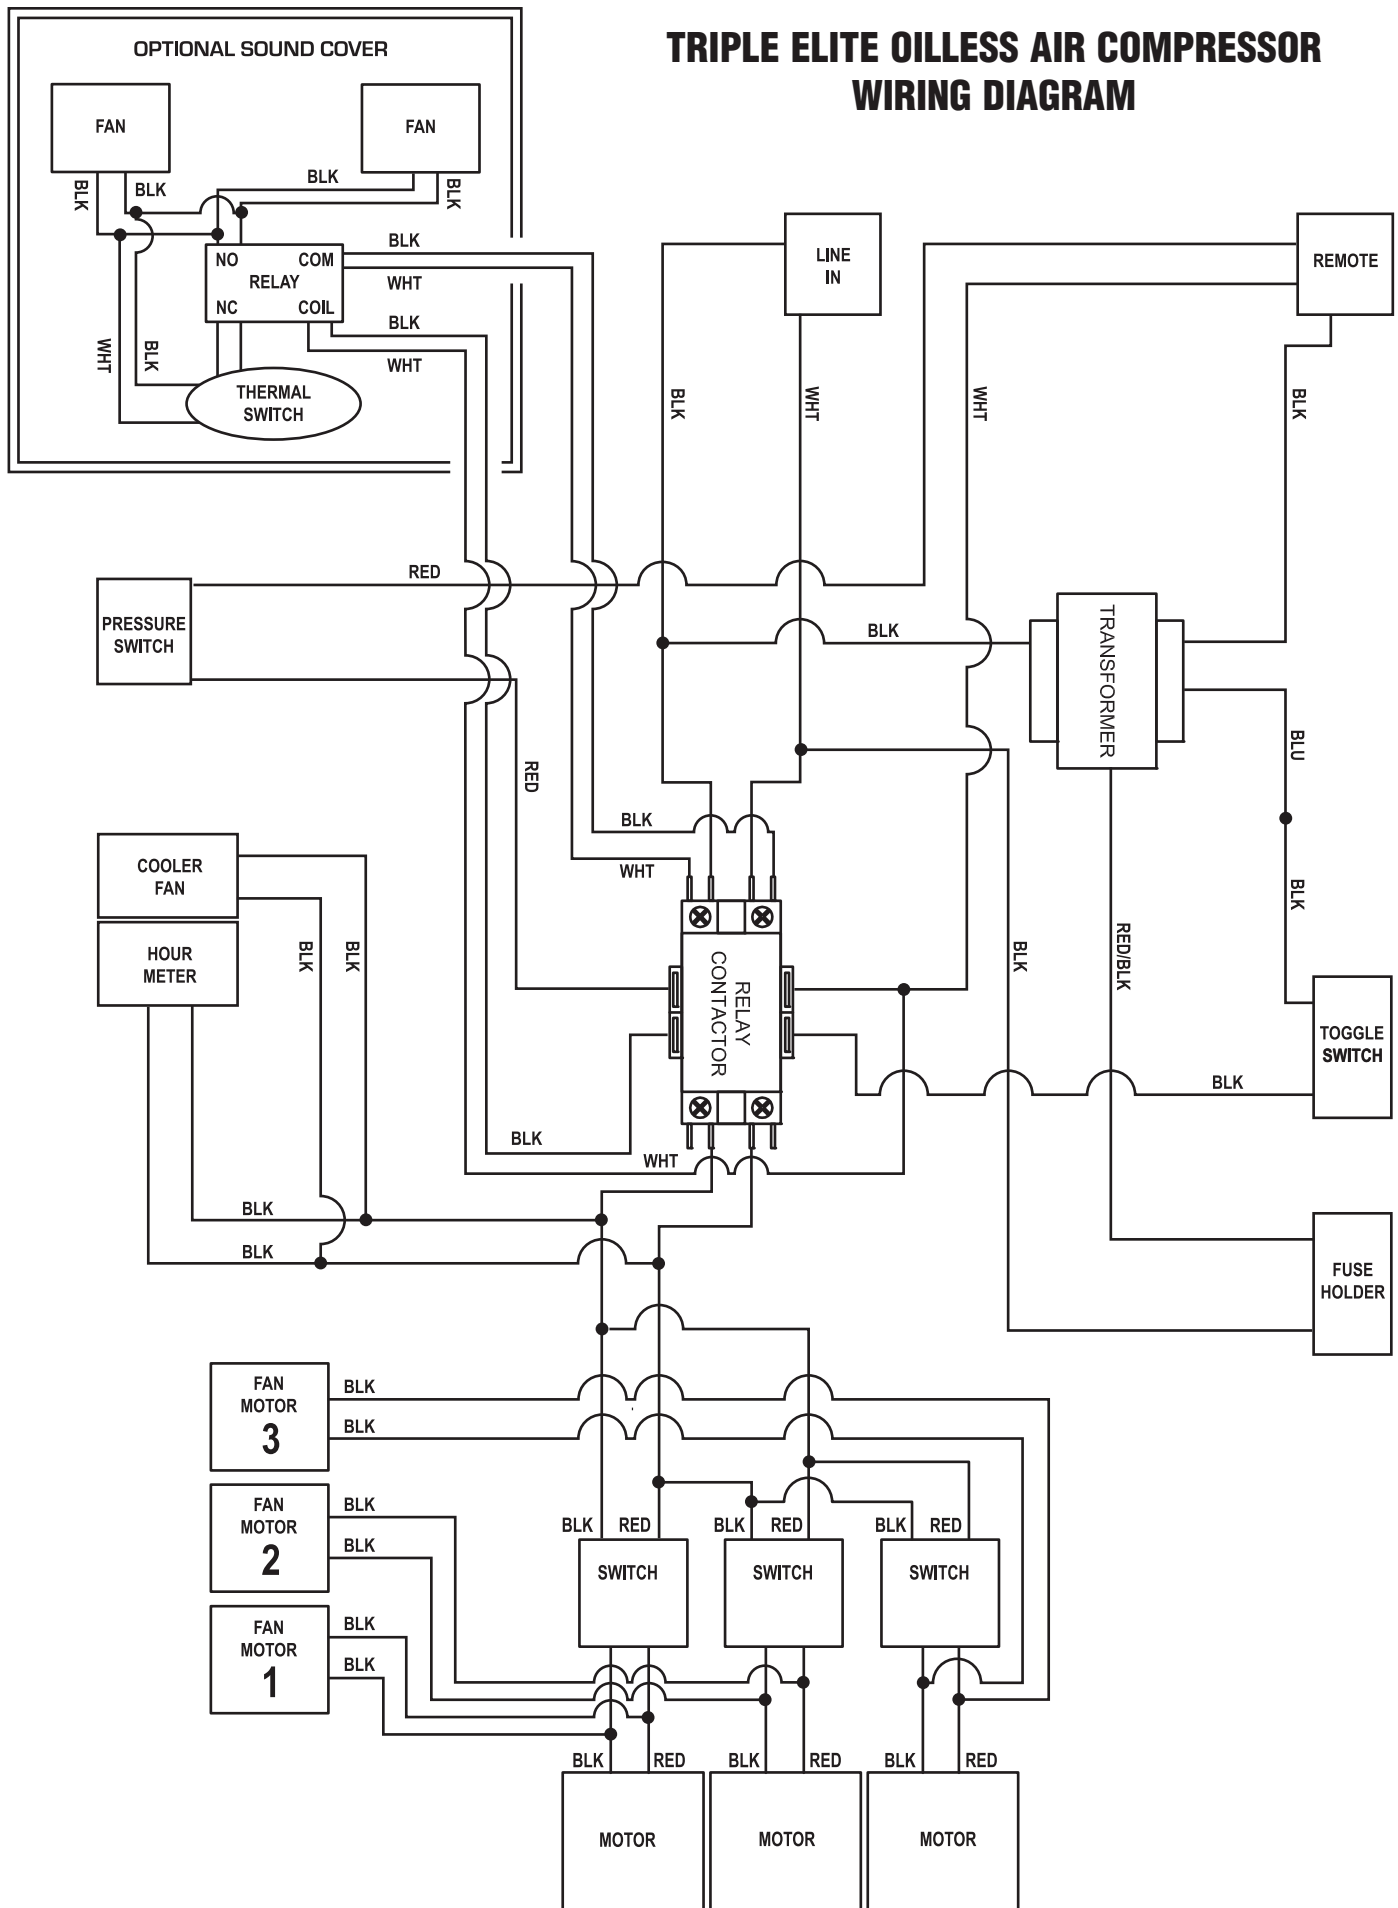 TRIPLE ELITE OILLESS AIR COMPRESSOR
WIRING DIAGRAM
OPTIONAL SOUND COVER
FAN
FAN
BLK
BLK
BLK
BLK
NO
COM
RELAY
NC
COIL
BLK
WHT
BLK
WHT
WHT
BLK
THERMAL
SWITCH
LINE
IN
REMOTE
BLK
WHT
WHT
BLK
RED
PRESSURE
SWITCH
BLK
TRANSFORMER
RED
BLU
BLK
WHT
COOLER
FAN
HOUR
METER
BLK
BLK
RELAY
CONTACTOR
BLK
RED/BLK
BLK
TOGGLE
SWITCH
BLK
BLK
WHT
BLK
BLK
FUSE
HOLDER
FAN
MOTOR
3
BLK
BLK
FAN
MOTOR
2
BLK
BLK
BLK
RED
BLK
RED
BLK
RED
SWITCH
SWITCH
SWITCH
FAN
MOTOR
1
BLK
BLK
BLK
RED
BLK
RED
BLK
RED
MOTOR
MOTOR
MOTOR